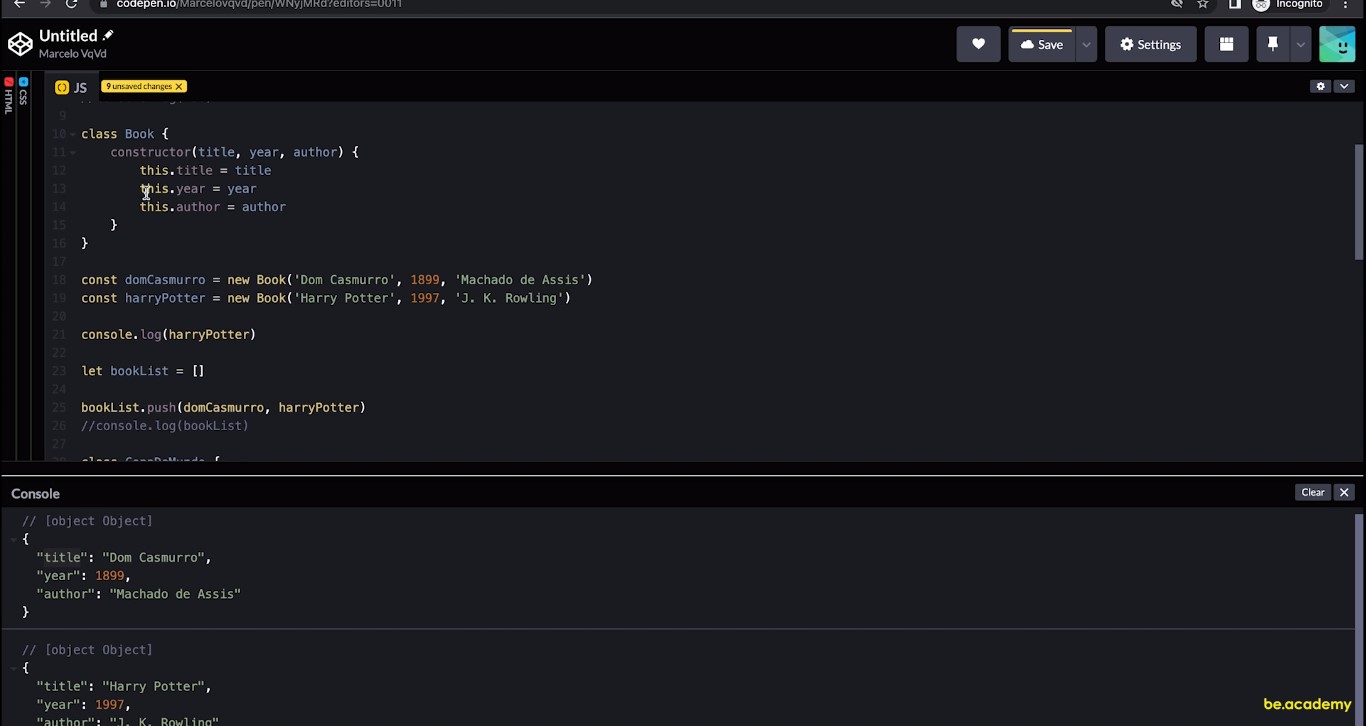 codepen.io/Marcelovqvd/pen/WNyjMRd?editors=0011
Incognito
Untitled
Marcelo VqVd
Save
Settings
HTML
CSS
JS
9 unsaved changes ×
9
10 class Book {
11 constructor(title, year, author) {
12 this.title = title
13 this.year = year
14 this.author = author
15 }
16 }
17
18 const domCasmurro = new Book('Dom Casmurro', 1899, 'Machado de Assis')
19 const harryPotter = new Book('Harry Potter', 1997, 'J. K. Rowling')
20
21 console.log(harryPotter)
22
23 let bookList = []
24
25 bookList.push(domCasmurro, harryPotter)
26 //console.log(bookList)
27
Console
Clear
// [object Object]
{
"title": "Dom Casmurro",
"year": 1899,
"author": "Machado de Assis"
}
// [object Object]
{
"title": "Harry Potter",
"year": 1997,
"author": "J. K. Rowling"
be.academy